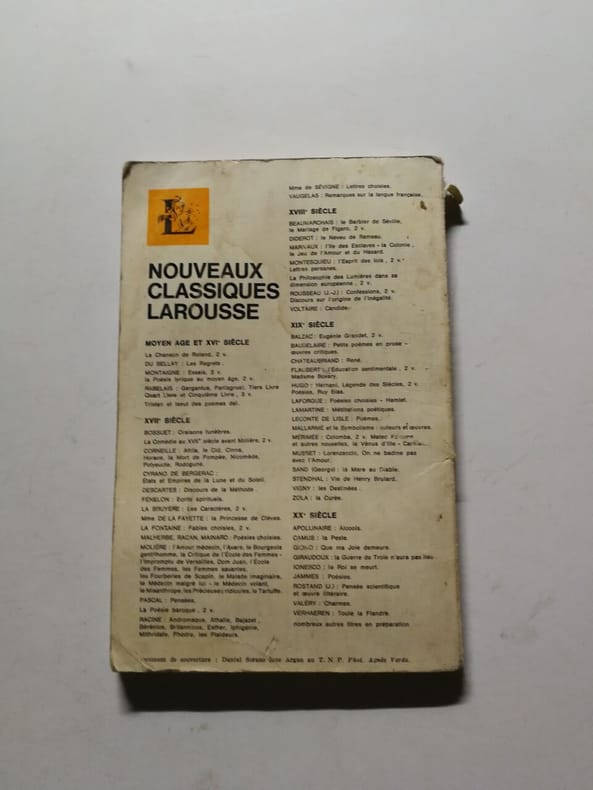 L
NOUVEAUX
CLASSIQUES
LAROUSSE
MOYEN AGE ET XVIe SIÈCLE
La Chanson de Roland, 2 v.
DU BELLAY : Les Regrets.
MONTAIGNE : Essais, 3 v.
la Poésie lyrique au moyen âge, 2 v.
RABELAIS : Gargantua, Pantagruel, Tiers Livre
Quart Livre et Cinquième Livre, 3 v.
Tristan et Iseut des poèmes del.
XVIIe SIÈCLE
BOSSUET : Oraisons funèbres.
La Comédie au XVIIe siècle avant Molière, 2 v.
CORNEILLE : Attila, le Cid, Cinna,
Horace, la Mort de Pompée, Nicomède,
Polyeucte, Rodogune.
CYRANO DE BERGERAC :
États et Empires de la Lune et du Soleil.
DESCARTES : Discours de la Méthode.
FÉNELON : Écrits spirituels.
LA BRUYÈRE : Les Caractères, 2 v.
Mme DE LA FAYETTE : la Princesse de Clèves.
LA FONTAINE : Fables choisies, 2 v.
MALHERBE, RACAN, MAINARD : Poésies choisies.
MOLIÈRE : l'Amour médecin, l'Avare, le Bourgeois
gentilhomme, la Critique de l'École des Femmes -
l'Impromptu de Versailles, Dom Juan, l'École
des Femmes, les Femmes savantes,
les Fourberies de Scapin, le Malade imaginaire,
le Médecin malgré lui - le Médecin volant,
le Misanthrope, les Précieuses ridicules, le Tartuffe.
PASCAL : Pensées.
La Poésie baroque, 2 v.
RACINE : Andromaque, Athalie, Bajazet,
Bérénice, Britannicus, Esther, Iphigénie,
Mithridate, Phèdre, les Plaideurs.
Mme de SÉVIGNÉ : Lettres choisies.
VAUGELAS : Remarques sur la langue française.
XVIIIe SIÈCLE
BEAUMARCHAIS : le Barbier de Séville,
le Mariage de Figaro, 2 v.
DIDEROT : le Neveu de Rameau.
MARIVAUX : l'Ile des Esclaves - la Colonie,
le Jeu de l'Amour et du Hasard.
MONTESQUIEU : l'Esprit des lois, 2 v.
Lettres persanes.
La Philosophie des Lumières dans sa
dimension européenne, 2 v.
ROUSSEAU (J.-J.) : Confessions, 2 v.
Discours sur l'origine de l'inégalité.
VOLTAIRE : Candide.
XIXe SIÈCLE
BALZAC : Eugénie Grandet, 2 v.
BAUDELAIRE : Petits poèmes en prose -
œuvres critiques.
CHATEAUBRIAND : René.
FLAUBERT : l'Éducation sentimentale, 2 v.
Madame Bovary.
HUGO : Hernani, Légende des Siècles, 2 v.
Poésies, Ruy Blas.
LAFORGUE : Poésies choisies - Hamlet.
LAMARTINE : Méditations poétiques.
LECONTE DE LISLE : Poèmes.
MALLARMÉ et le Symbolisme : auteurs et œuvres.
MÉRIMÉE : Colomba, 2 v. Mateo
et autres nouvelles, la Vénus d'Ille -
MUSSET : Lorenzaccio, On ne badine pas
avec l'Amour.
SAND (George) : la Mare au Diable.
STENDHAL : Vie de Henry Brulard.
VIGNY : les Destinées.
ZOLA : la Curée.
XXe SIÈCLE
APOLLINAIRE : Alcools.
CAMUS : la Peste.
GIONO : Que ma Joie demeure.
GIRAUDOUX : la Guerre de Troie n'aura pas lieu
IONESCO : le Roi se meurt.
JAMMES : Poésies.
ROSTAND (J.) : Pensée scientifique
et œuvre littéraire.
VALÉRY : Charmes.
VERHAEREN : Toute la Flandre.
nombreux autres titres en préparation
de couverture : Daniel Sorano dans Argan au T. N. P. Phot. Agnès Varda.